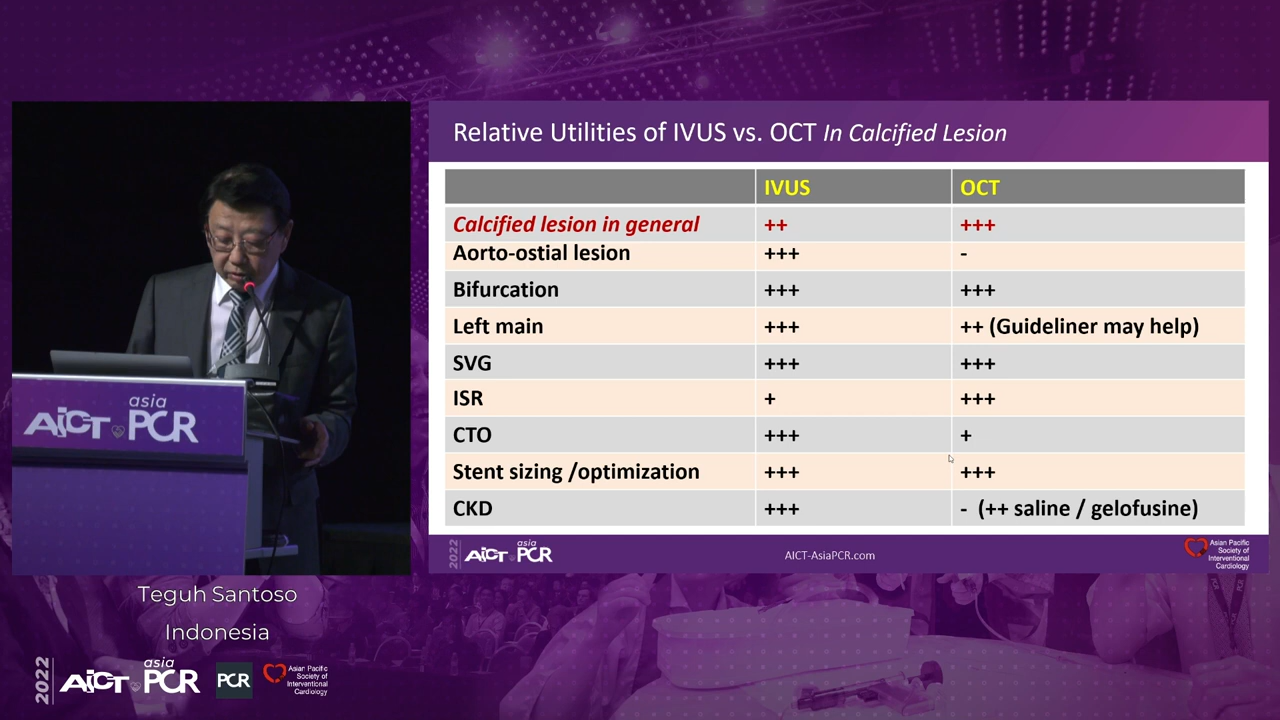 Relative Utilities of IVUS vs. OCT In Calcified Lesion
IVUS OCT
Calcified lesion in general ++ +++
Aorto-ostial lesion +++ -
Bifurcation +++ +++
Left main +++ ++ (Guideliner may help)
SVG +++ +++
ISR + +++
CTO +++ +
Stent sizing /optimization +++ +++
CKD +++ - (++ saline / gelofusine)
2022 AICT asia PCR
AICT-AsiaPCR.com
Asian Pacific
Society of
Interventional
Cardiology
asia
AICT PCR
Teguh Santoso
Indonesia
2022 AICT asia PCR
PCR
Asian Pacific
Society of
Interventional
Cardiology